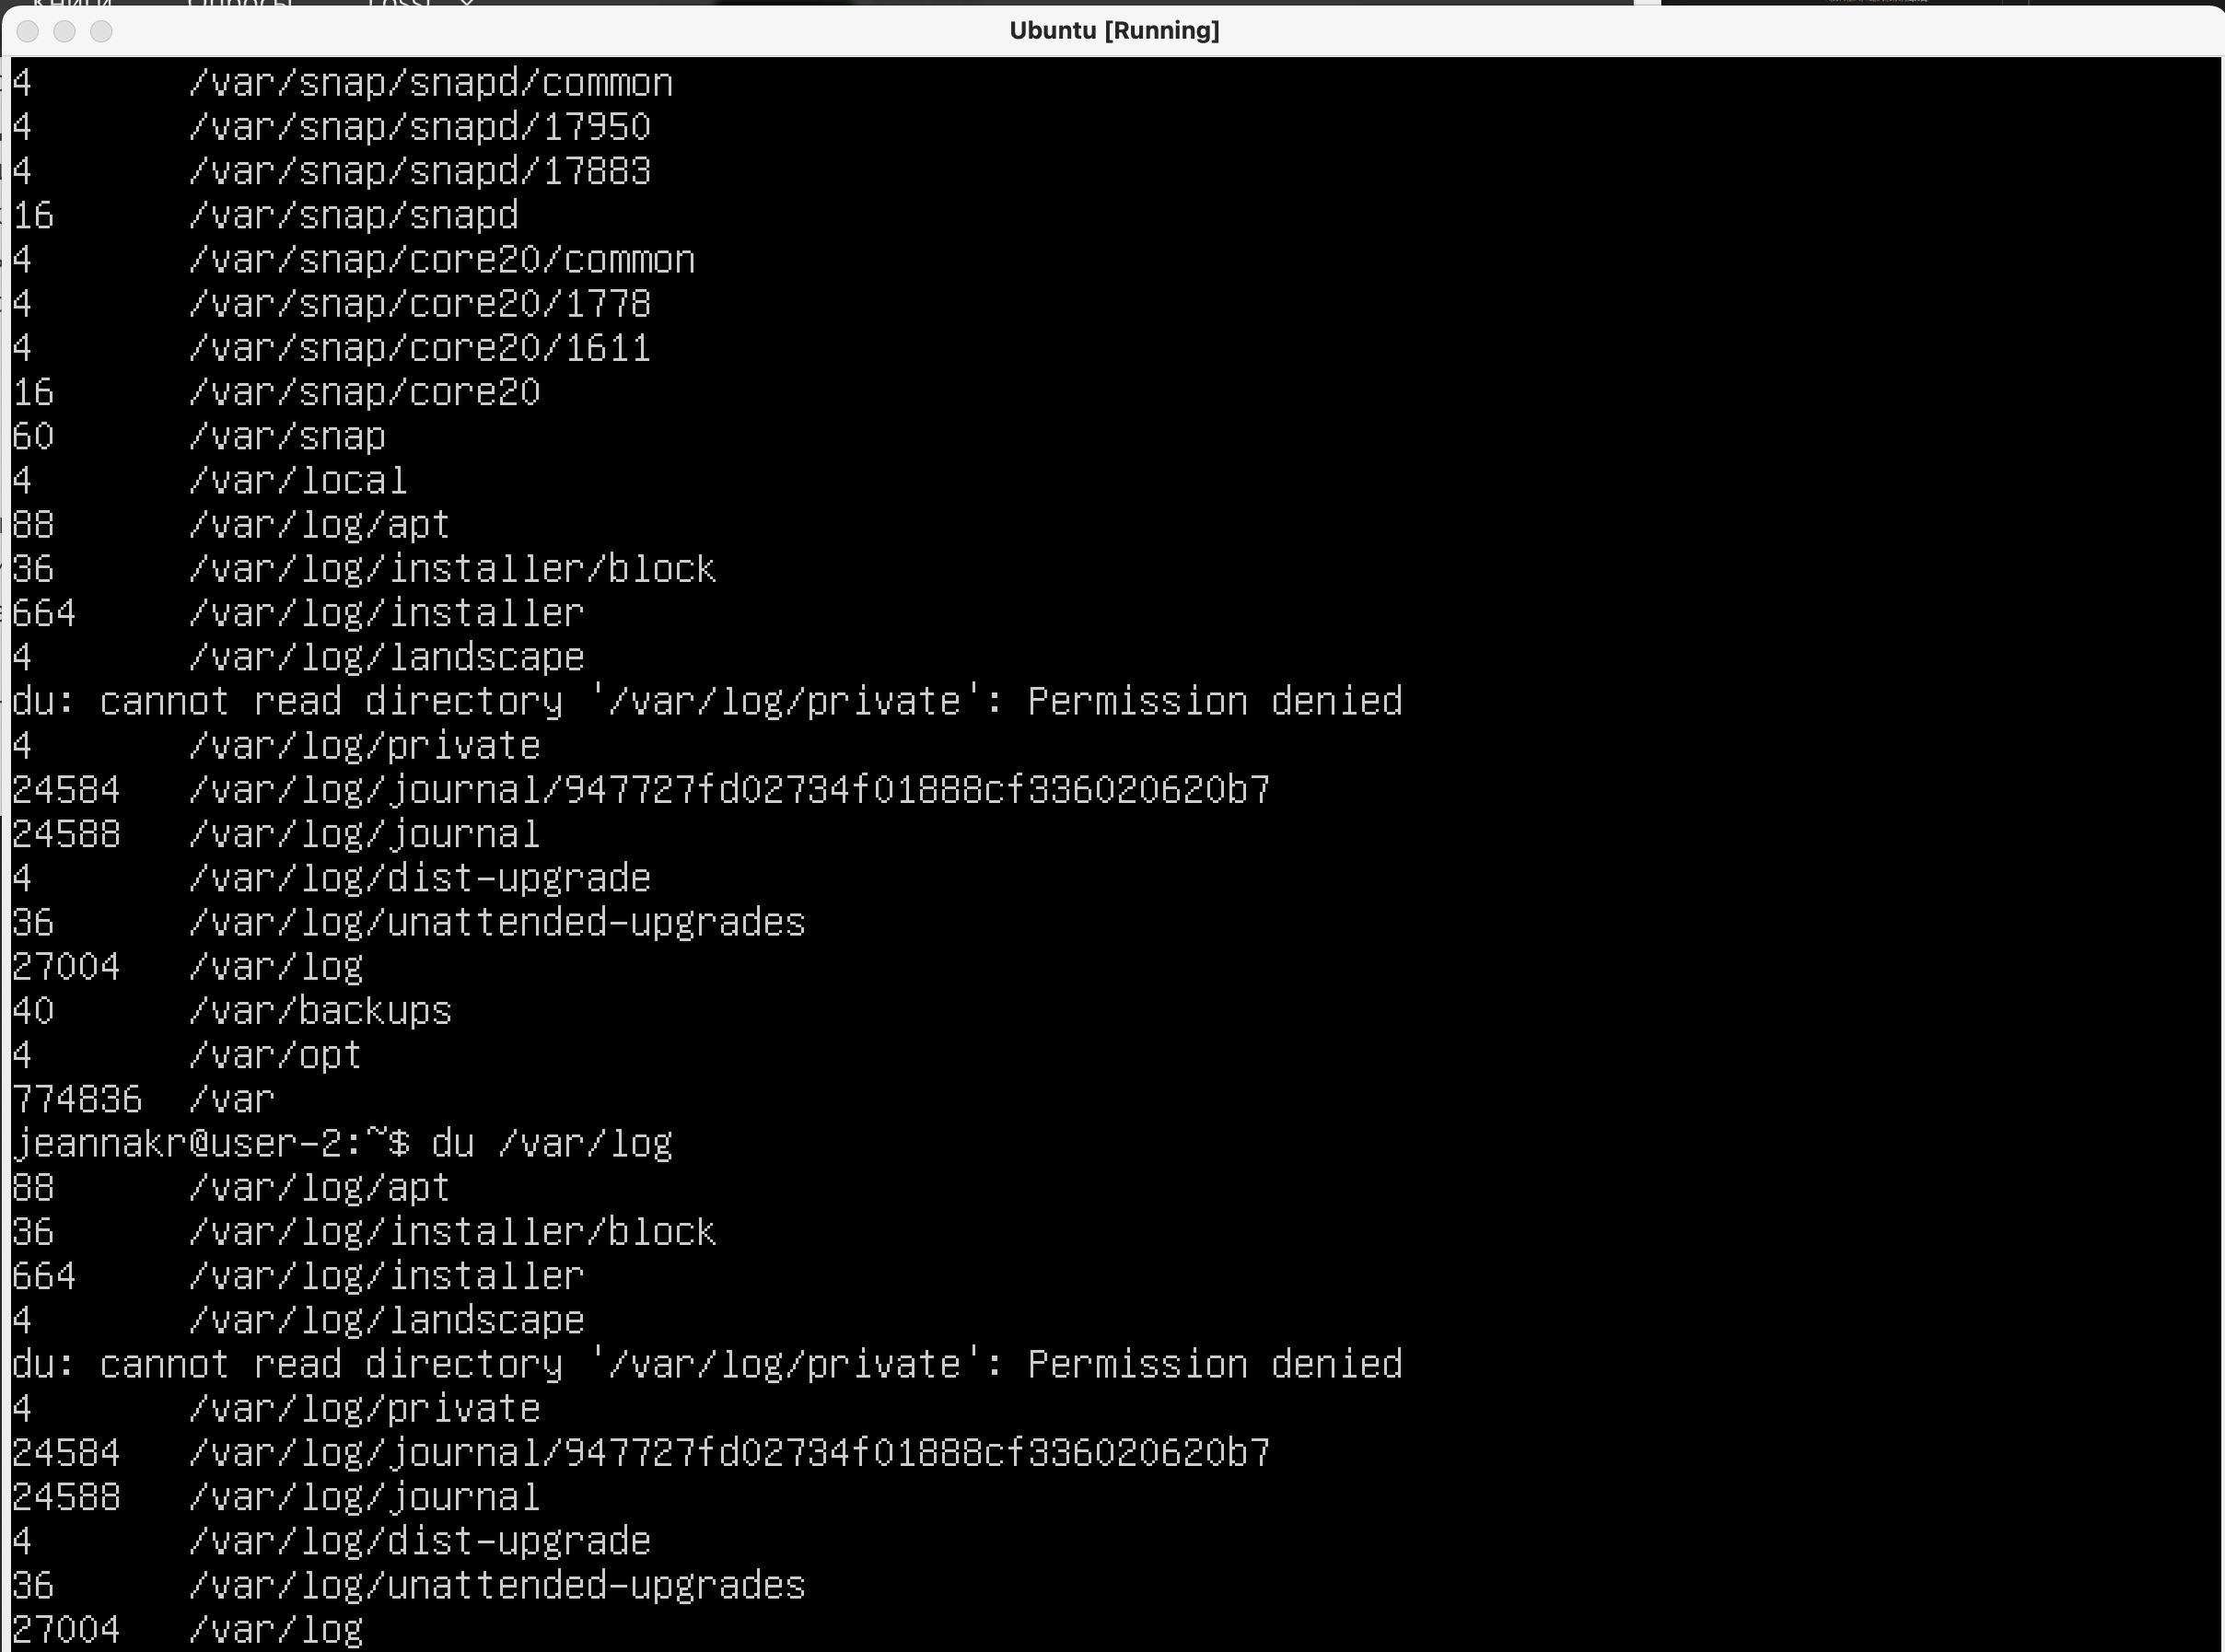 Ubuntu [Running]
4 /var/snap/snapd/common
4 /var/snap/snapd/17950
4 /var/snap/snapd/17883
16 /var/snap/snapd
4 /var/snap/core20/common
4 /var/snap/core20/1778
4 /var/snap/core20/1611
16 /var/snap/core20
60 /var/snap
4 /var/local
88 /var/log/apt
36 /var/log/installer/block
664 /var/log/installer
4 /var/log/landscape
du: cannot read directory '/var/log/private': Permission denied
4 /var/log/private
24584 /var/log/journal/947727fd02734f01888cf336020620b7
24588 /var/log/journal
4 /var/log/dist-upgrade
36 /var/log/unattended-upgrades
27004 /var/log
40 /var/backups
4 /var/opt
774836 /var
jeannakr@user-2:~$ du /var/log
88 /var/log/apt
36 /var/log/installer/block
664 /var/log/installer
4 /var/log/landscape
du: cannot read directory '/var/log/private': Permission denied
4 /var/log/private
24584 /var/log/journal/947727fd02734f01888cf336020620b7
24588 /var/log/journal
4 /var/log/dist-upgrade
36 /var/log/unattended-upgrades
27004 /var/log